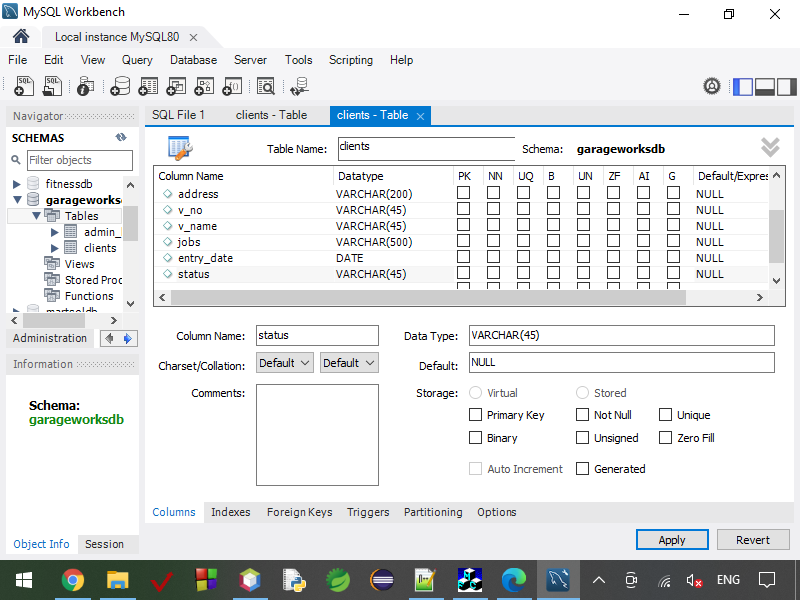 MySQL Workbench
Local instance MySQL80
File Edit View Query Database Server Tools Scripting Help
SQL SQL
Navigator
SQL File 1 clients - Table clients - Table
SCHEMAS
Filter objects
fitnessdb
garageworks
Tables
admin_
clients
Views
Stored Proc
Functions
Administration
Information
Schema:
garageworksdb
Object Info Session
Table Name: clients Schema: garageworksdb
Column Name Datatype PK NN UQ B UN ZF AI G Default/Expres
address VARCHAR(200) NULL
v_no VARCHAR(45) NULL
v_name VARCHAR(45) NULL
jobs VARCHAR(500) NULL
entry_date DATE NULL
status VARCHAR(45) NULL
Column Name: status Data Type: VARCHAR(45)
Charset/Collation: Default Default Default: NULL
Comments: Storage: Virtual Stored
Primary Key Not Null Unique
Binary Unsigned Zero Fill
Auto Increment Generated
Columns Indexes Foreign Keys Triggers Partitioning Options
Apply Revert
ENG